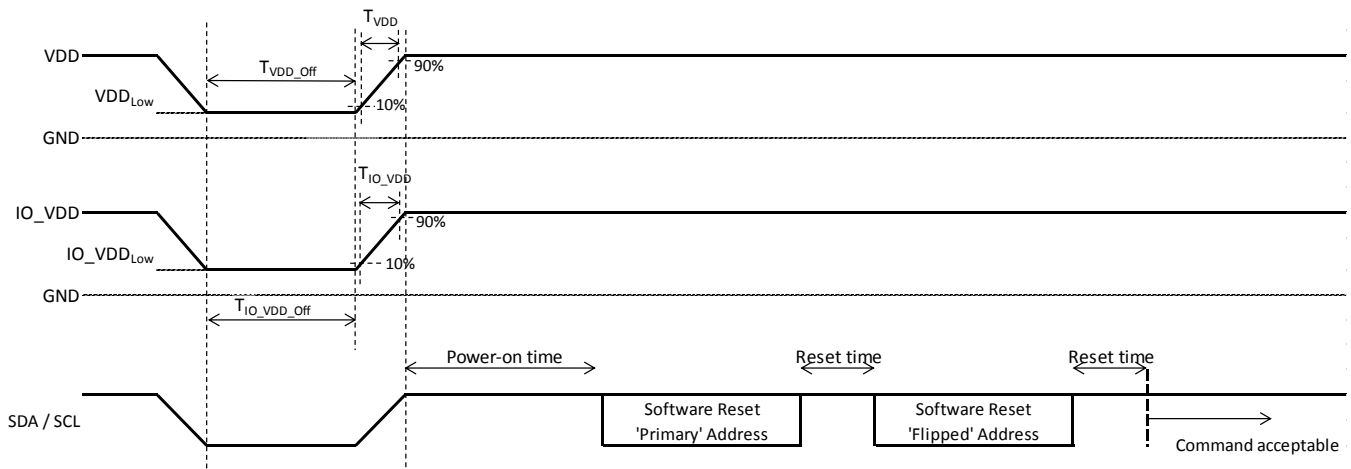 T_VDD
VDD
T_VDD_Off
90%
VDD_Low
10%
GND
T_IO_VDD
IO_VDD
90%
IO_VDD_Low
10%
GND
T_IO_VDD_Off
Power-on time
Reset time
Reset time
SDA / SCL
Software Reset
'Primary' Address
Software Reset
'Flipped' Address
Command acceptable